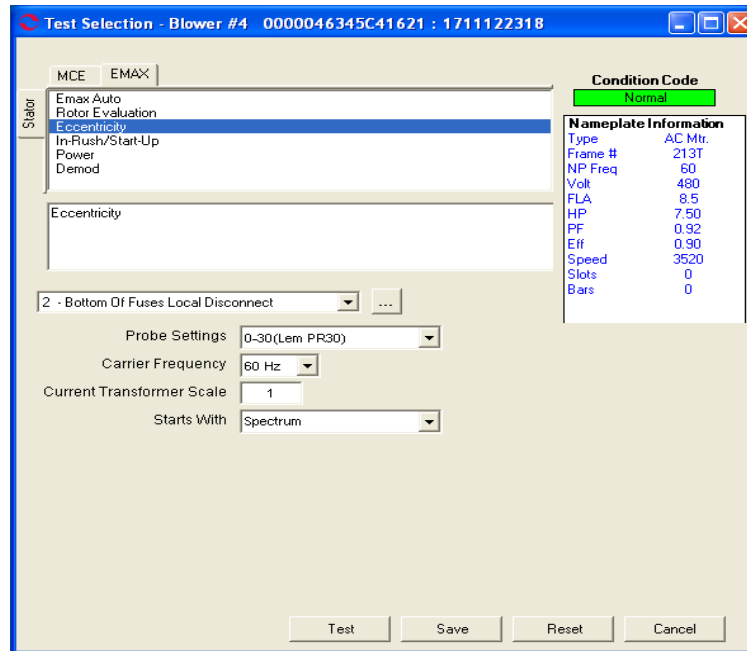 Test Selection - Blower #4 0000046345C41621 : 1711122318
MCE EMAX
Stator
Emax Auto
Rotor Evaluation
Eccentricity
In-Rush/Start-Up
Power
Demod
Eccentricity
2 - Bottom Of Fuses Local Disconnect ...
Probe Settings 0-30(Lem PR30)
Carrier Frequency 60 Hz
Current Transformer Scale 1
Starts With Spectrum
Condition Code
Normal
Nameplate Information
Type AC Mtr.
Frame # 213T
NP Freq 60
Volt 480
FLA 8.5
HP 7.50
PF 0.92
Eff 0.90
Speed 3520
Slots 0
Bars 0
Test Save Reset Cancel